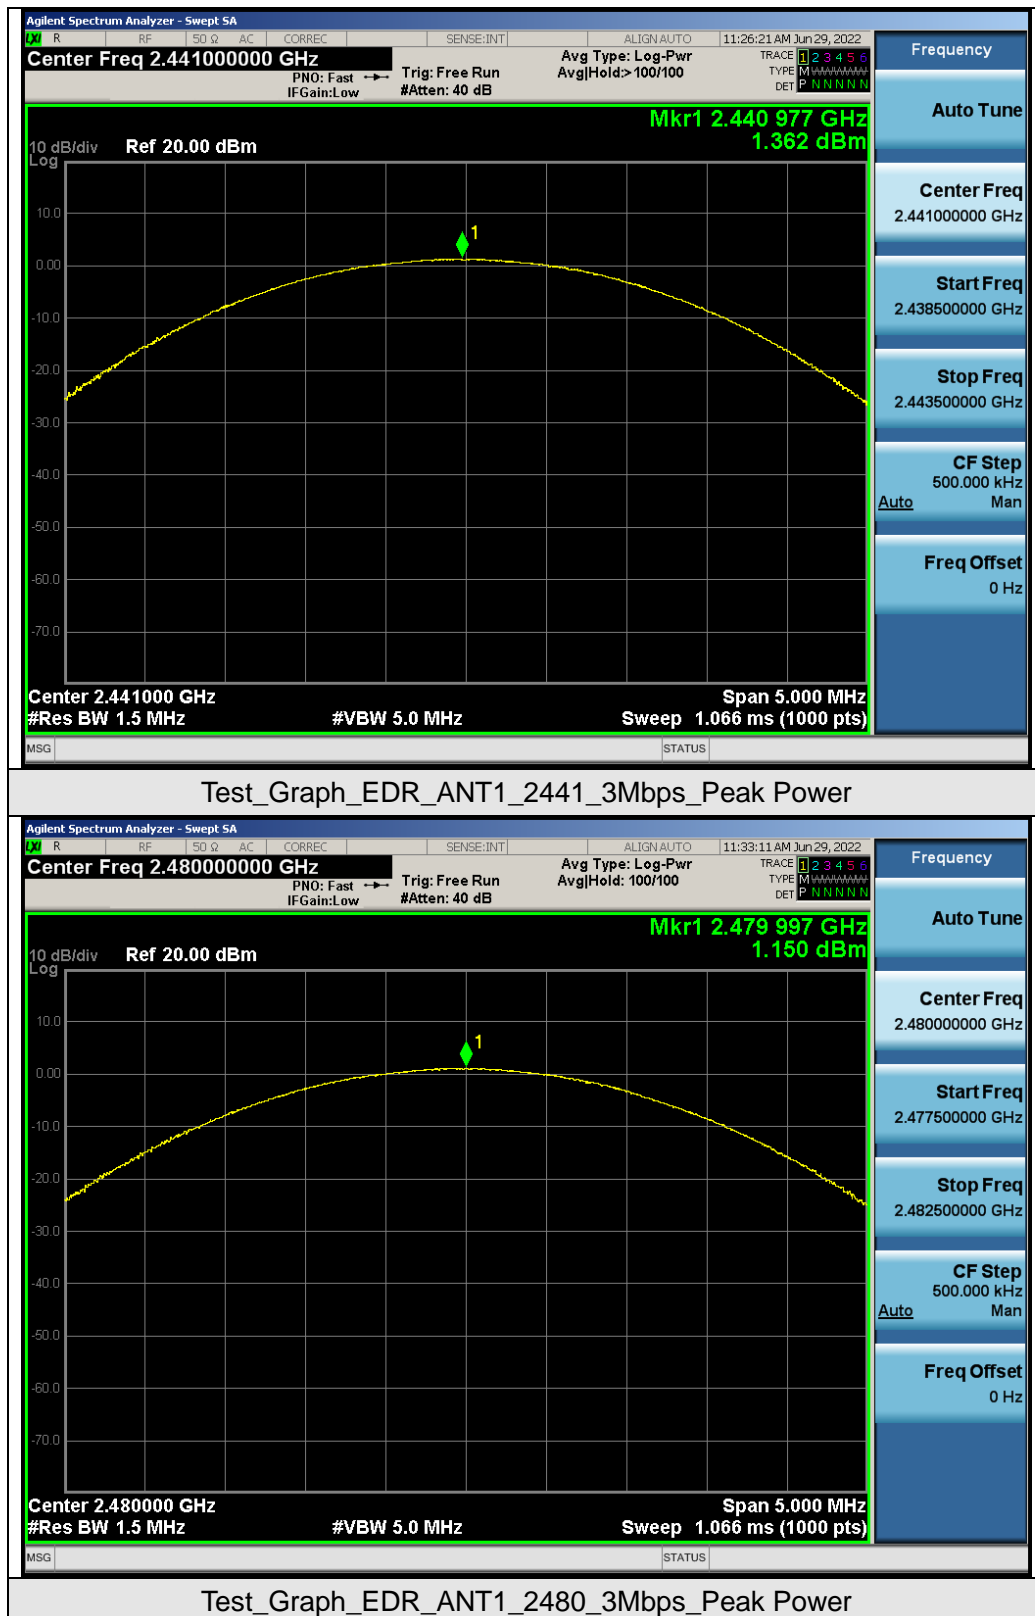 Agilent Spectrum Analyzer - Swept SA
LXI R RF 50 Ω AC CORREC SENSE:INT ALIGN AUTO 11:26:21 AM Jun 29, 2022
Center Freq 2.441000000 GHz
PNO: Fast
IFGain:Low
Trig: Free Run
#Atten: 40 dB
Avg Type: Log-Pwr
Avg|Hold:>100/100
TRACE 1 2 3 4 5 6
TYPE M WWWWW
DET P N N N N N
Mkr1 2.440 977 GHz
1.362 dBm
10 dB/div
Log
Ref 20.00 dBm
1
10.0
0.00
-10.0
-20.0
-30.0
-40.0
-50.0
-60.0
-70.0
Center 2.441000 GHz
Span 5.000 MHz
#Res BW 1.5 MHz
#VBW 5.0 MHz
Sweep 1.066 ms (1000 pts)
MSG
STATUS
Frequency
Auto Tune
Center Freq
2.441000000 GHz
Start Freq
2.438500000 GHz
Stop Freq
2.443500000 GHz
CF Step
500.000 kHz
Auto Man
Freq Offset
0 Hz
Test_Graph_EDR_ANT1_2441_3Mbps_Peak Power
Agilent Spectrum Analyzer - Swept SA
LXI R RF 50 Ω AC CORREC SENSE:INT ALIGN AUTO 11:33:11 AM Jun 29, 2022
Center Freq 2.480000000 GHz
PNO: Fast
IFGain:Low
Trig: Free Run
#Atten: 40 dB
Avg Type: Log-Pwr
Avg|Hold: 100/100
TRACE 1 2 3 4 5 6
TYPE M WWWWW
DET P N N N N N
Mkr1 2.479 997 GHz
1.150 dBm
10 dB/div
Log
Ref 20.00 dBm
1
10.0
0.00
-10.0
-20.0
-30.0
-40.0
-50.0
-60.0
-70.0
Center 2.480000 GHz
Span 5.000 MHz
#Res BW 1.5 MHz
#VBW 5.0 MHz
Sweep 1.066 ms (1000 pts)
MSG
STATUS
Frequency
Auto Tune
Center Freq
2.480000000 GHz
Start Freq
2.477500000 GHz
Stop Freq
2.482500000 GHz
CF Step
500.000 kHz
Auto Man
Freq Offset
0 Hz
Test_Graph_EDR_ANT1_2480_3Mbps_Peak Power